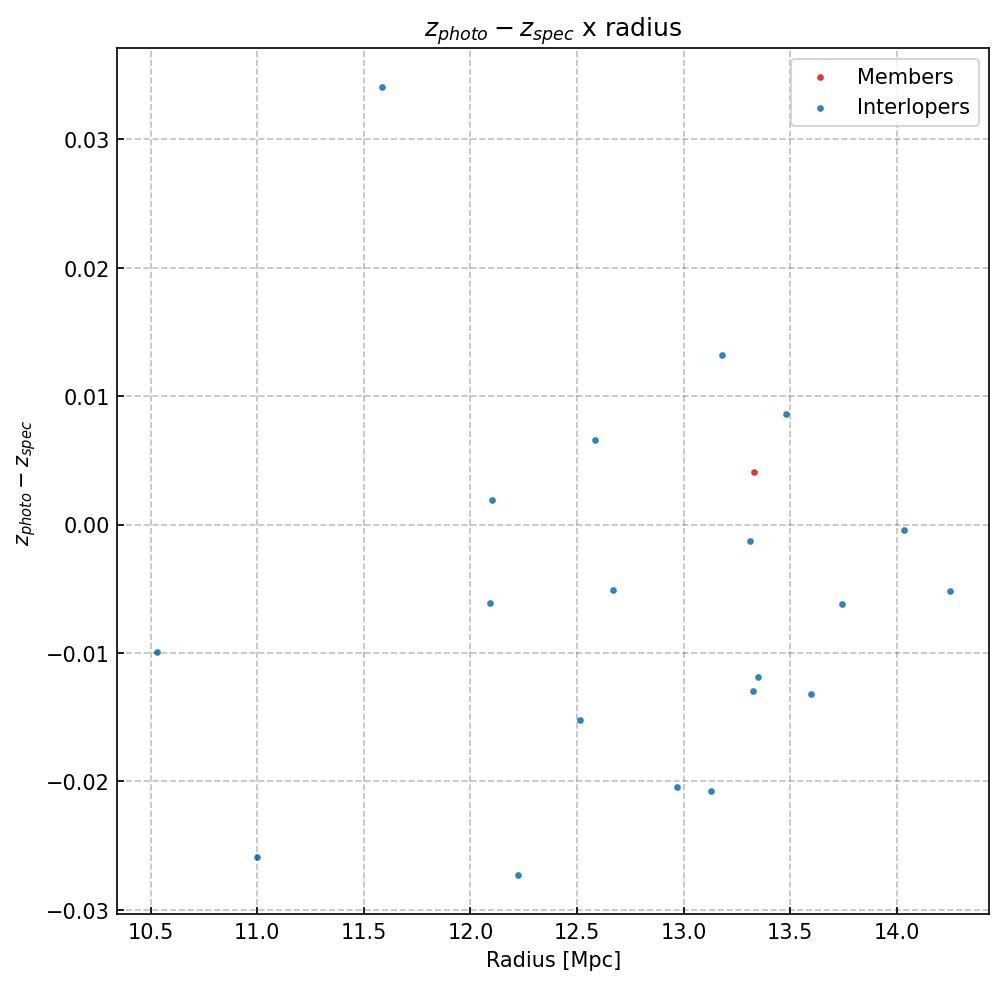 z_photo − z_spec x radius
Members
Interlopers
0.03
0.02
0.01
0.00
−0.01
−0.02
−0.03
z_photo − z_spec
10.5 11.0 11.5 12.0 12.5 13.0 13.5 14.0
Radius [Mpc]